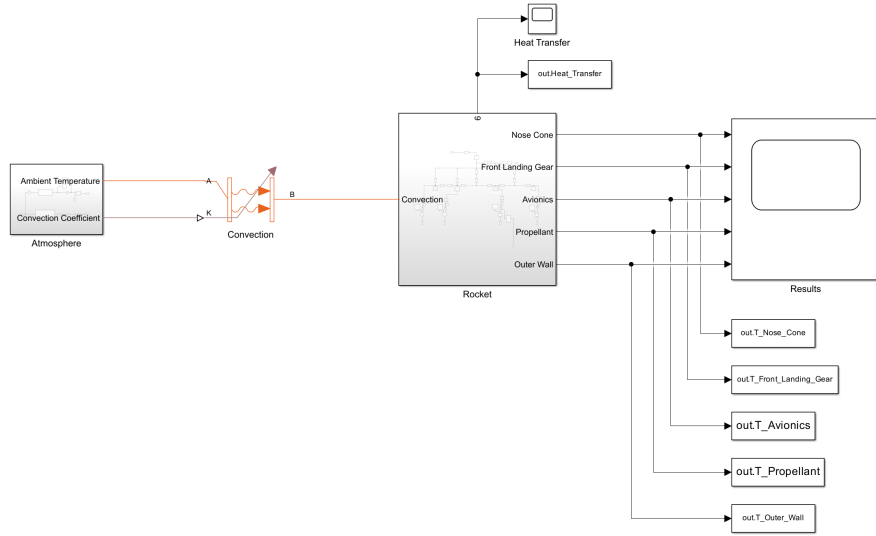 Heat Transfer
out.Heat_Transfer
6
Nose Cone
Front Landing Gear
Avionics
Propellant
Outer Wall
Convection
Rocket
Ambient Temperature
Convection Coefficient
Atmosphere
A
K
B
Convection
Results
out.T_Nose_Cone
out.T_Front_Landing_Gear
out.T_Avionics
out.T_Propellant
out.T_Outer_Wall